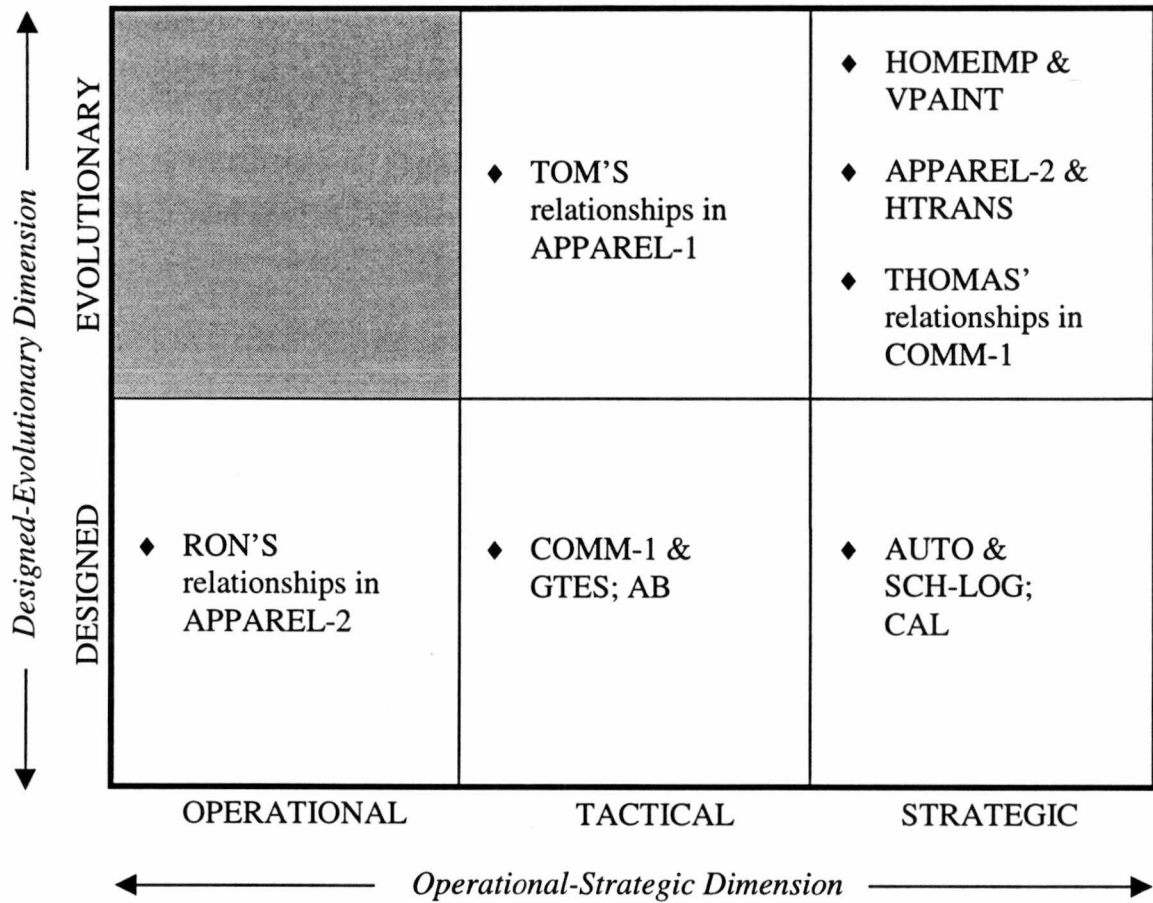 Designed-Evolutionary Dimension
EVOLUTIONARY
♦ TOM'S
relationships in
APPAREL-1
♦ HOMEIMP &
VPAINT
♦ APPAREL-2 &
HTRANS
♦ THOMAS'
relationships in
COMM-1
DESIGNED
♦ RON'S
relationships in
APPAREL-2
♦ COMM-1 &
GTES; AB
♦ AUTO &
SCH-LOG;
CAL
OPERATIONAL
TACTICAL
STRATEGIC
Operational-Strategic Dimension